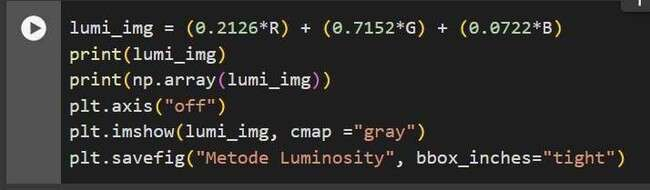 lumi_img = (0.2126*R) + (0.7152*G) + (0.0722*B)
print(lumi_img)
print(np.array(lumi_img))
plt.axis("off")
plt.imshow(lumi_img, cmap ="gray")
plt.savefig("Metode Luminosity", bbox_inches="tight")